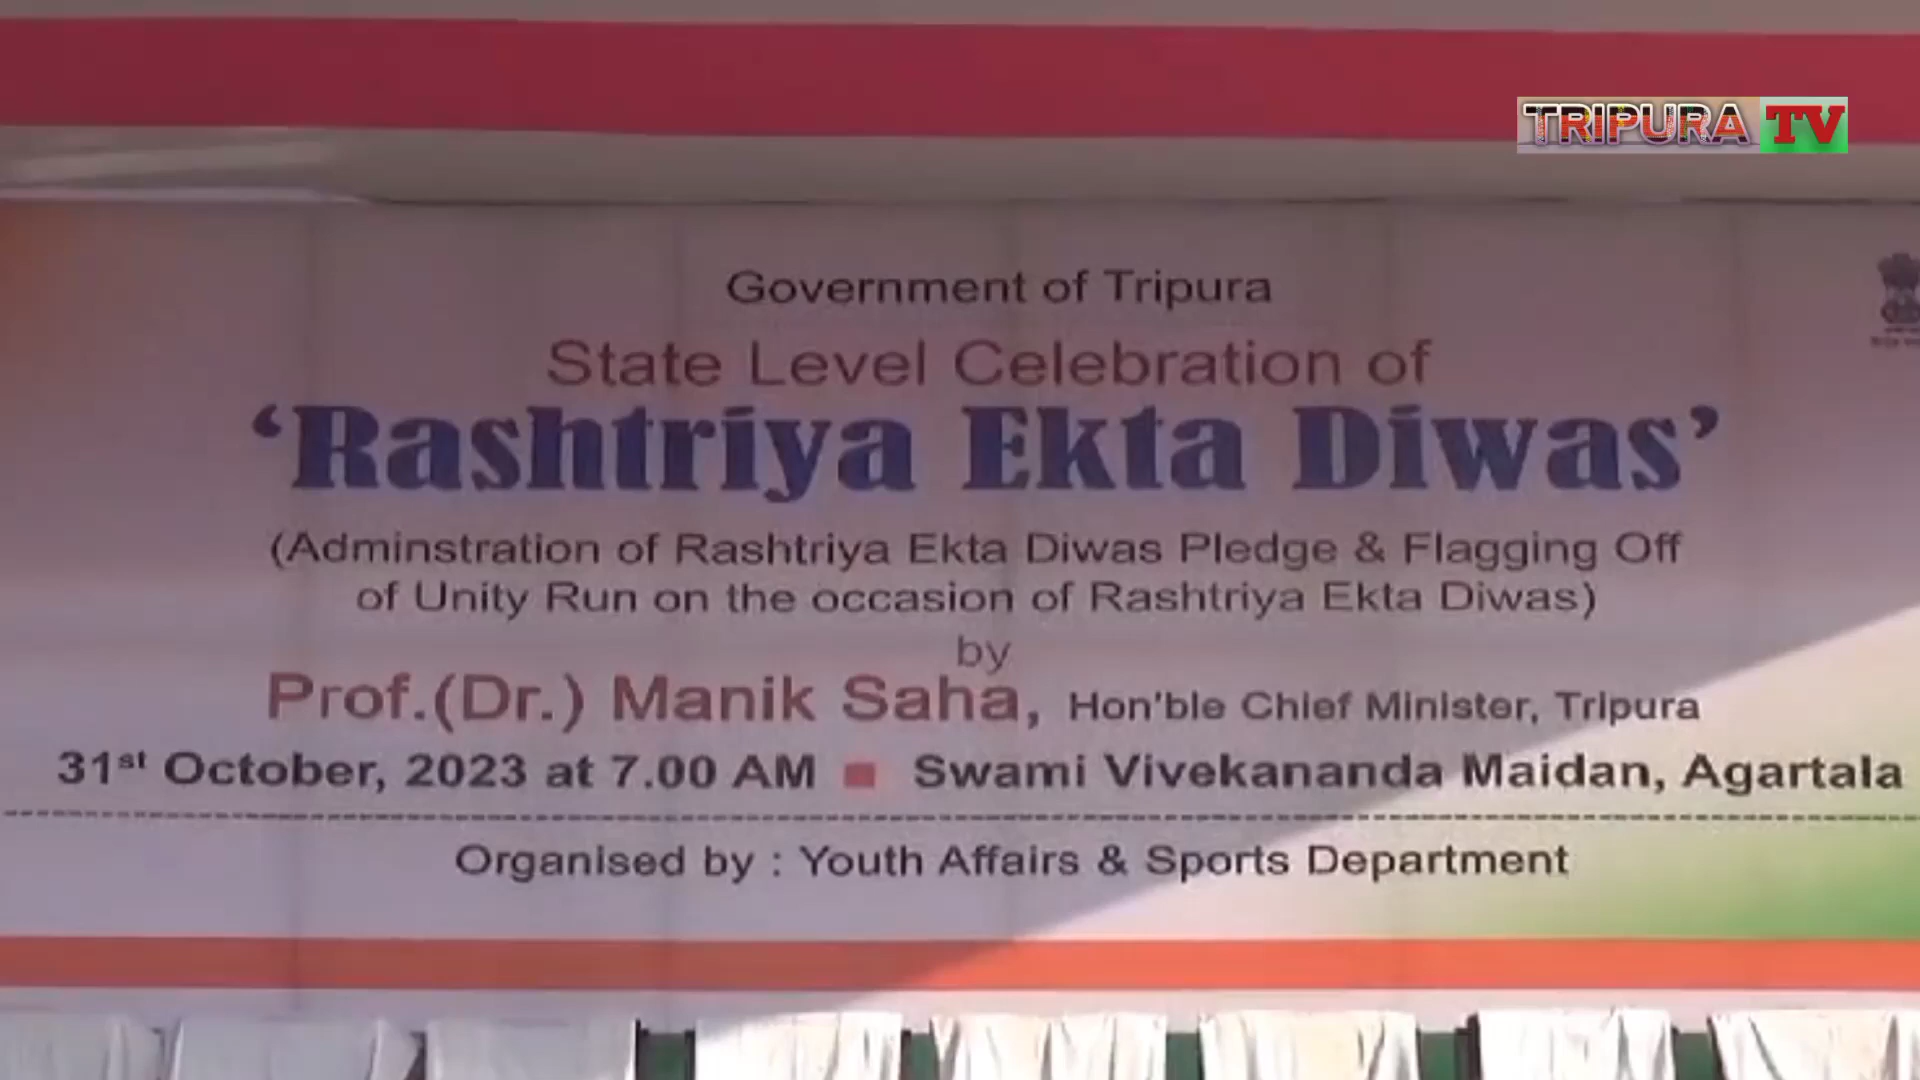 TRIPURA TV
Government of Tripura
State Level Celebration of
‘Rashtriya Ekta Diwas’
(Adminstration of Rashtriya Ekta Diwas Pledge & Flagging Off
of Unity Run on the occasion of Rashtriya Ekta Diwas)
by
Prof.(Dr.) Manik Saha, Hon'ble Chief Minister, Tripura
31st October, 2023 at 7.00 AM ■ Swami Vivekananda Maidan, Agartala
Organised by : Youth Affairs & Sports Department